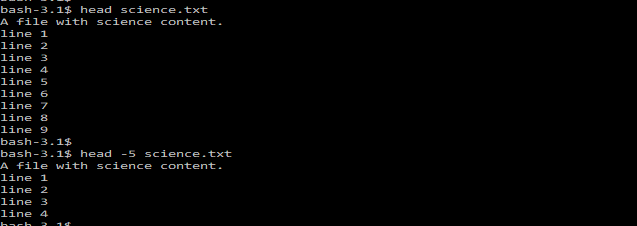 bash-3.1$ head science.txt
A file with science content.
line 1
line 2
line 3
line 4
line 5
line 6
line 7
line 8
line 9
bash-3.1$
bash-3.1$ head -5 science.txt
A file with science content.
line 1
line 2
line 3
line 4
bash-3.1$